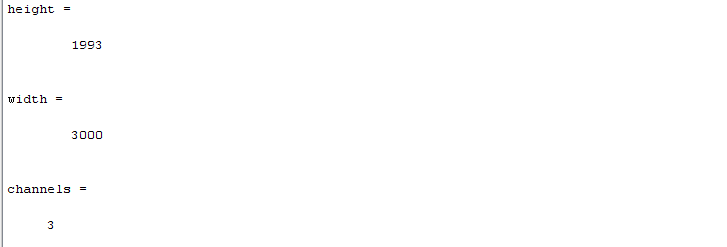 height =
1993
width =
3000
channels =
3